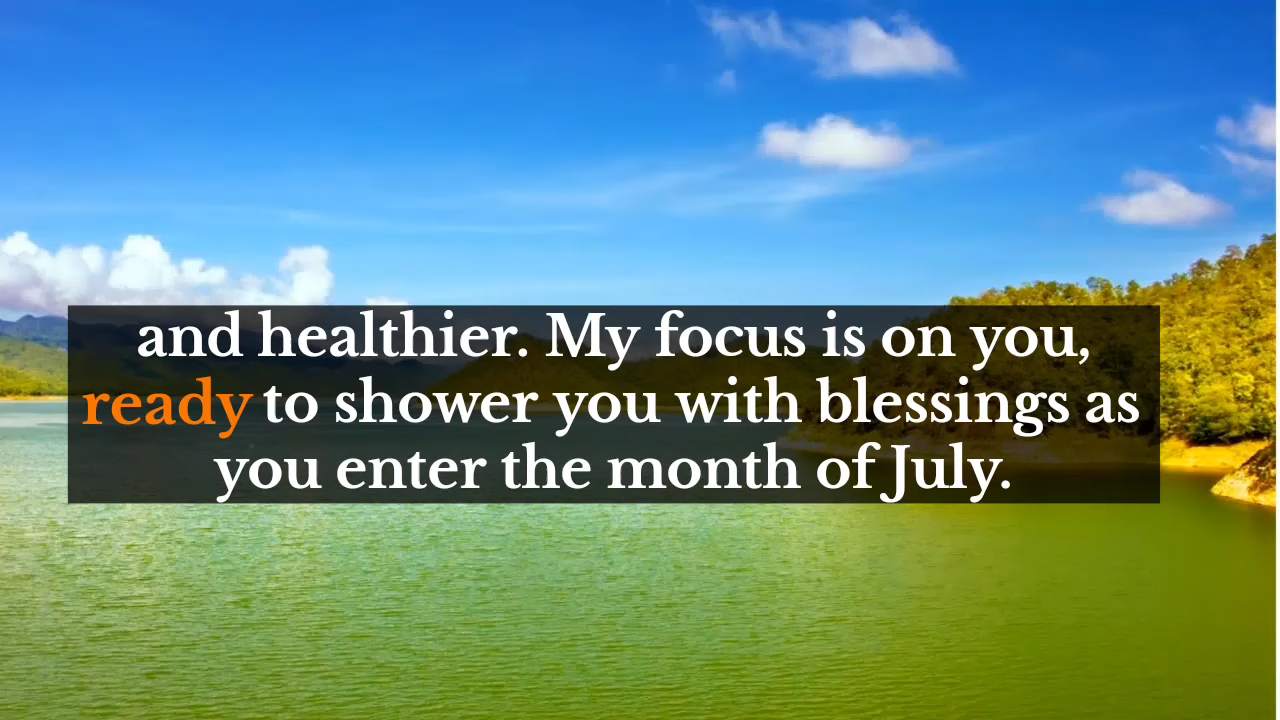 and healthier. My focus is on you,
ready to shower you with blessings as
you enter the month of July.